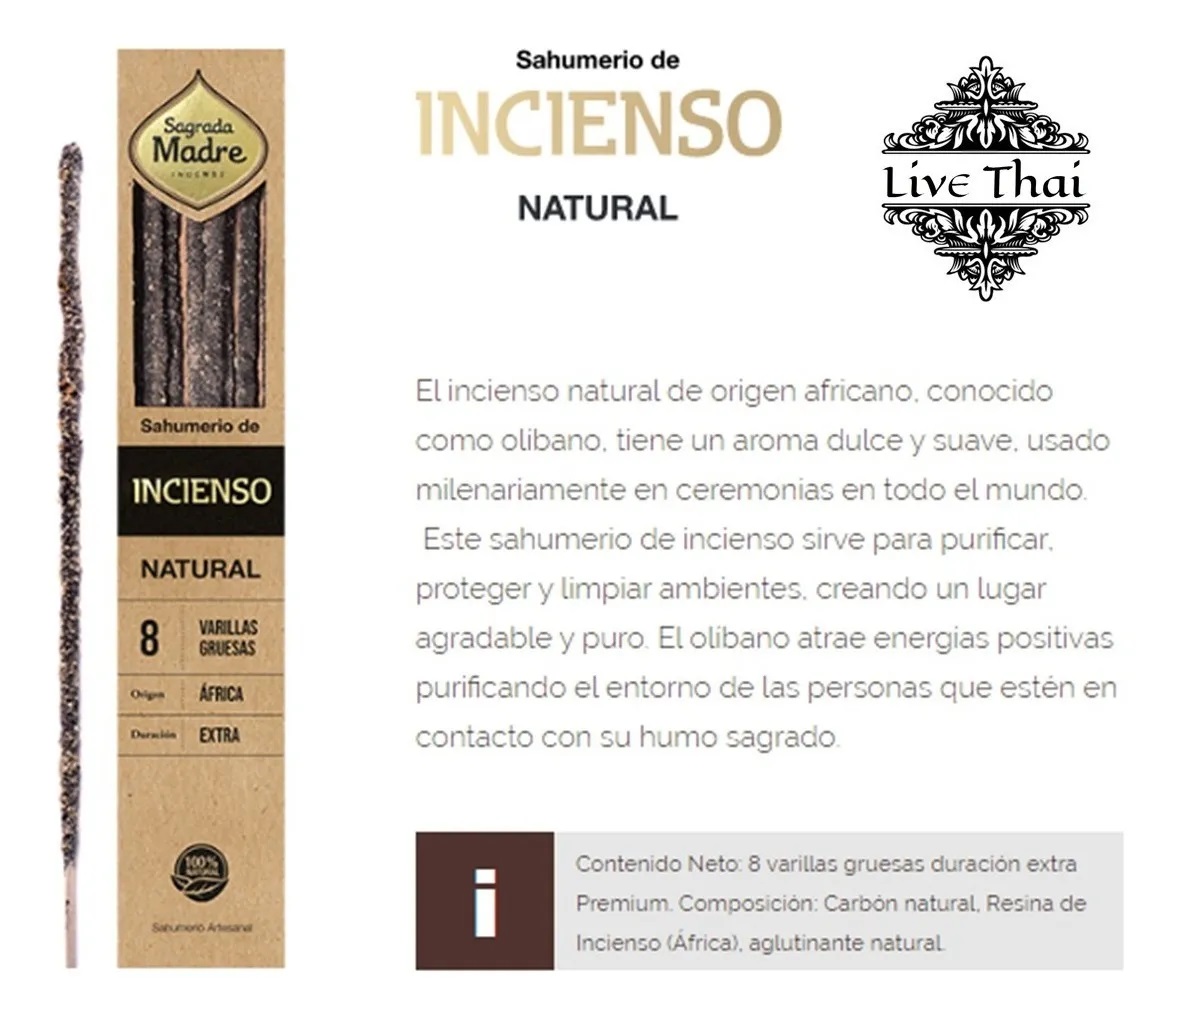 Sagrada
Madre
INCENSE
Sahumerio de
INCIENSO
NATURAL
8 VARILLAS
GRUESAS
Origen ÁFRICA
Duración EXTRA
100%
NATURAL
Sahumerio Artesanal
Sahumerio de
INCIENSO
NATURAL
Live Thai
El incienso natural de origen africano, conocido
como olibano, tiene un aroma dulce y suave, usado
milenariamente en ceremonias en todo el mundo.
Este sahumerio de incienso sirve para purificar,
proteger y limpiar ambientes, creando un lugar
agradable y puro. El olibano atrae energías positivas
purificando el entorno de las personas que estén en
contacto con su humo sagrado.
i
Contenido Neto: 8 varillas gruesas duración extra
Premium. Composición: Carbón natural, Resina de
Incienso (África), aglutinante natural.